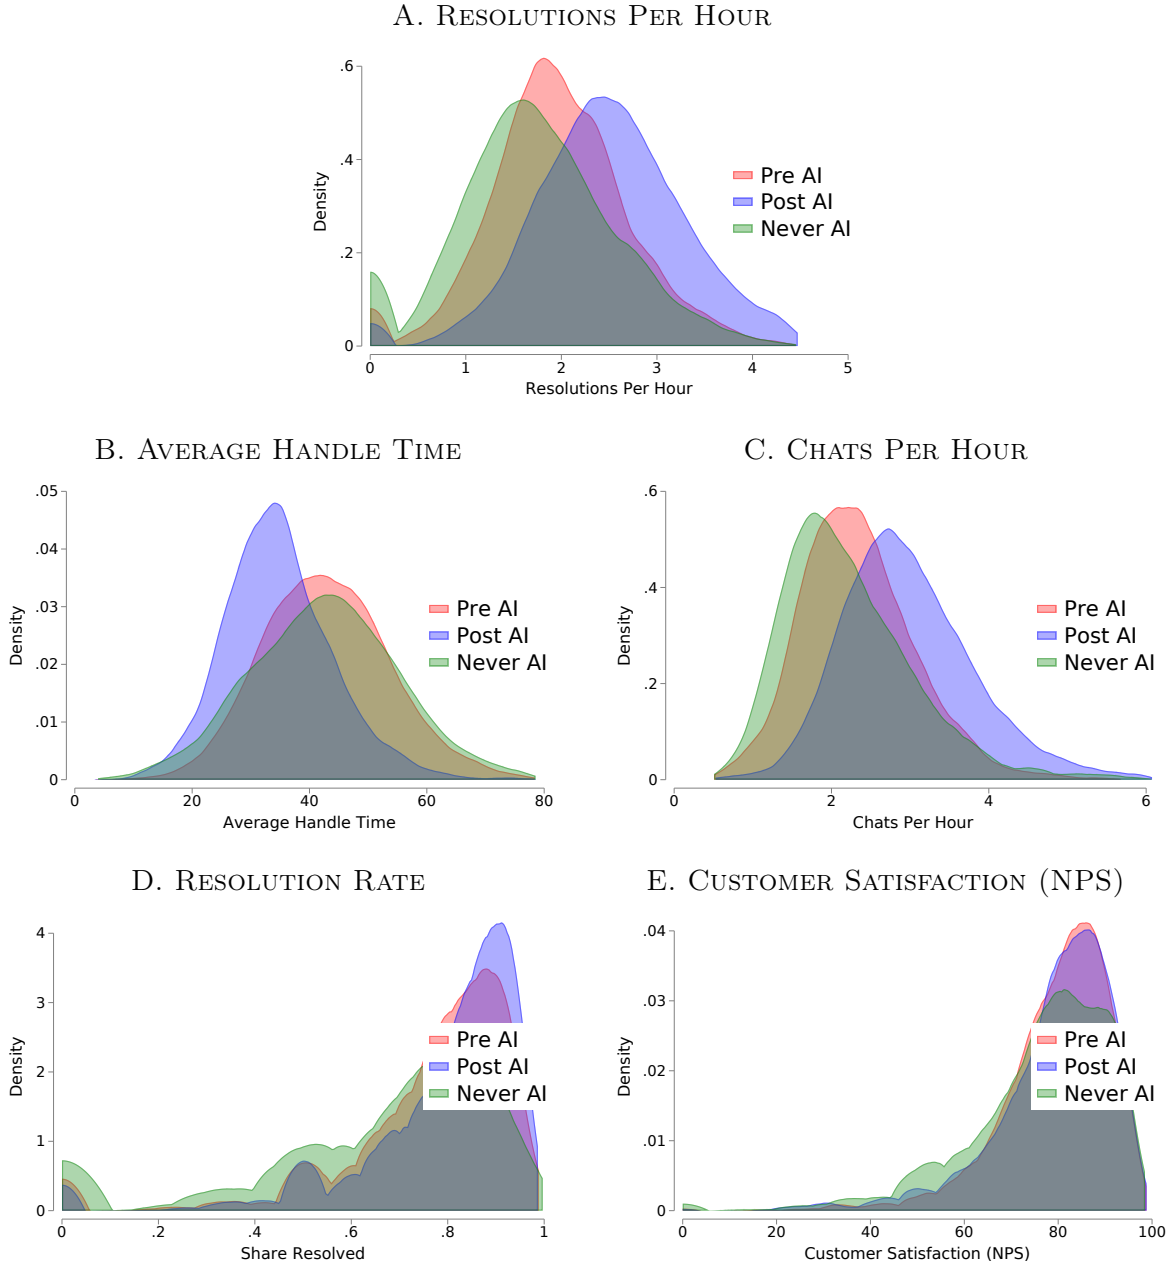 A. Resolutions Per Hour
.6
.4
.2
0
Density
0 1 2 3 4 5
Resolutions Per Hour
Pre AI
Post AI
Never AI
B. Average Handle Time
.05
.04
.03
.02
.01
0
Density
0 20 40 60 80
Average Handle Time
Pre AI
Post AI
Never AI
C. Chats Per Hour
.6
.4
.2
0
Density
0 2 4 6
Chats Per Hour
Pre AI
Post AI
Never AI
D. Resolution Rate
4
3
2
1
0
Density
0 .2 .4 .6 .8 1
Share Resolved
Pre AI
Post AI
Never AI
E. Customer Satisfaction (NPS)
.04
.03
.02
.01
0
Density
0 20 40 60 80 100
Customer Satisfaction (NPS)
Pre AI
Post AI
Never AI